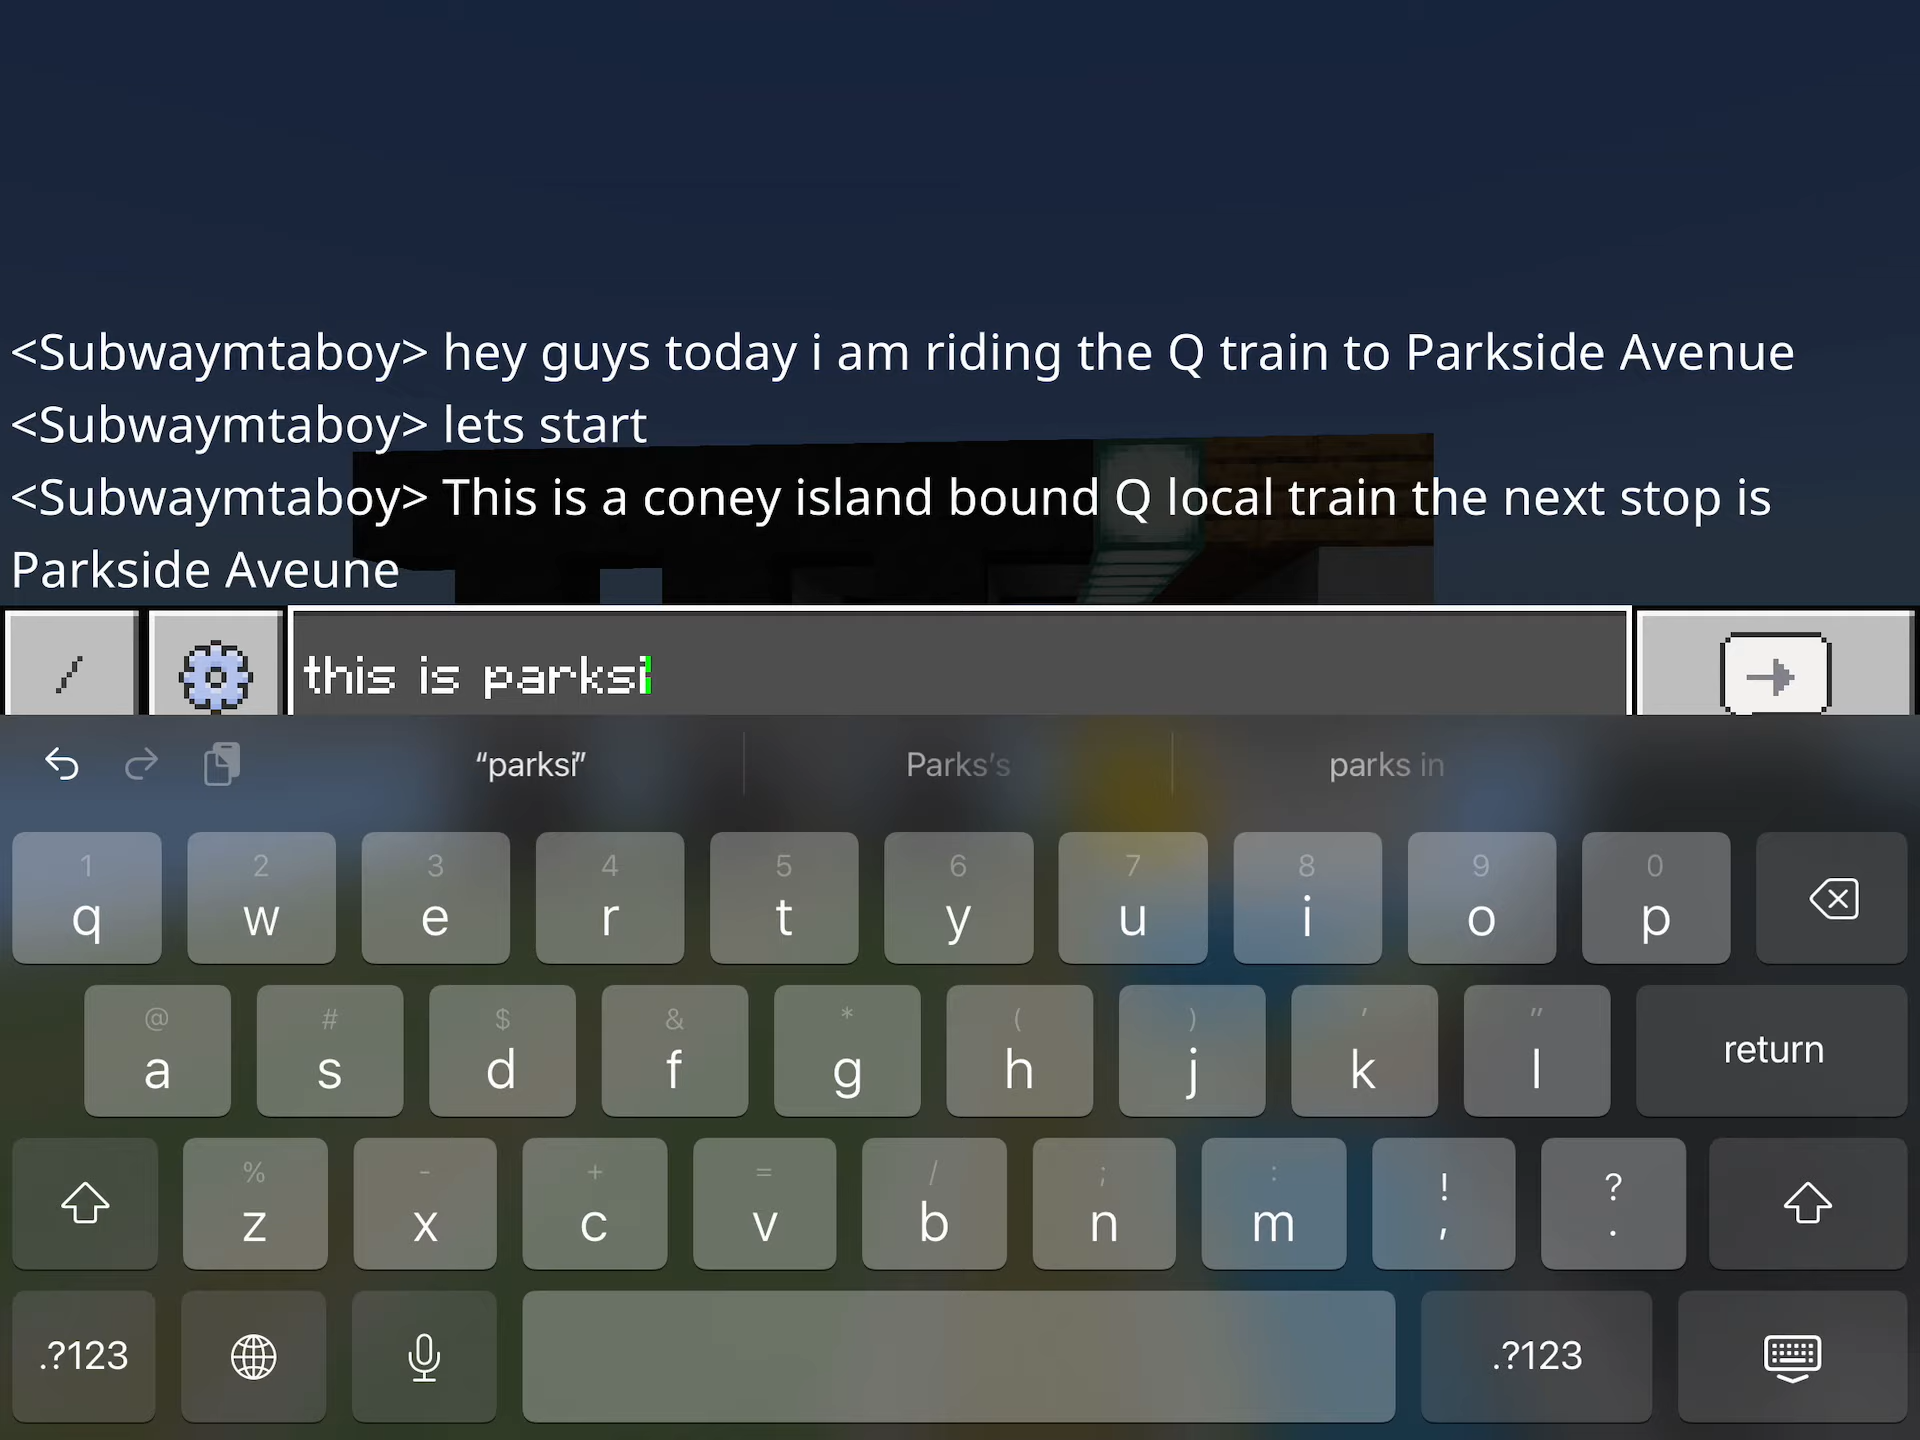 <Subwaymtaboy> hey guys today i am riding the Q train to Parkside Avenue
<Subwaymtaboy> lets start
<Subwaymtaboy> This is a coney island bound Q local train the next stop is
Parkside Aveune
/
this is parksi
“parksi” Parks’s parks in
1 2 3 4 5 6 7 8 9 0
q w e r t y u i o p
@ # $ & * ( ) ' "
a s d f g h j k l return
% - + = / ; : ! ?
z x c v b n m , .
.?123 .?123